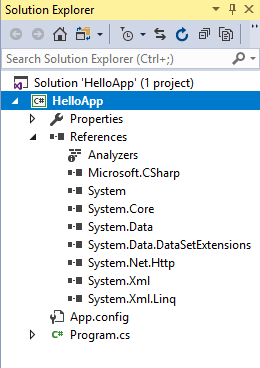 Solution Explorer
Search Solution Explorer (Ctrl+;)
Solution 'HelloApp' (1 project)
C# HelloApp
Properties
References
Analyzers
Microsoft.CSharp
System
System.Core
System.Data
System.Data.DataSetExtensions
System.Net.Http
System.Xml
System.Xml.Linq
App.config
C# Program.cs